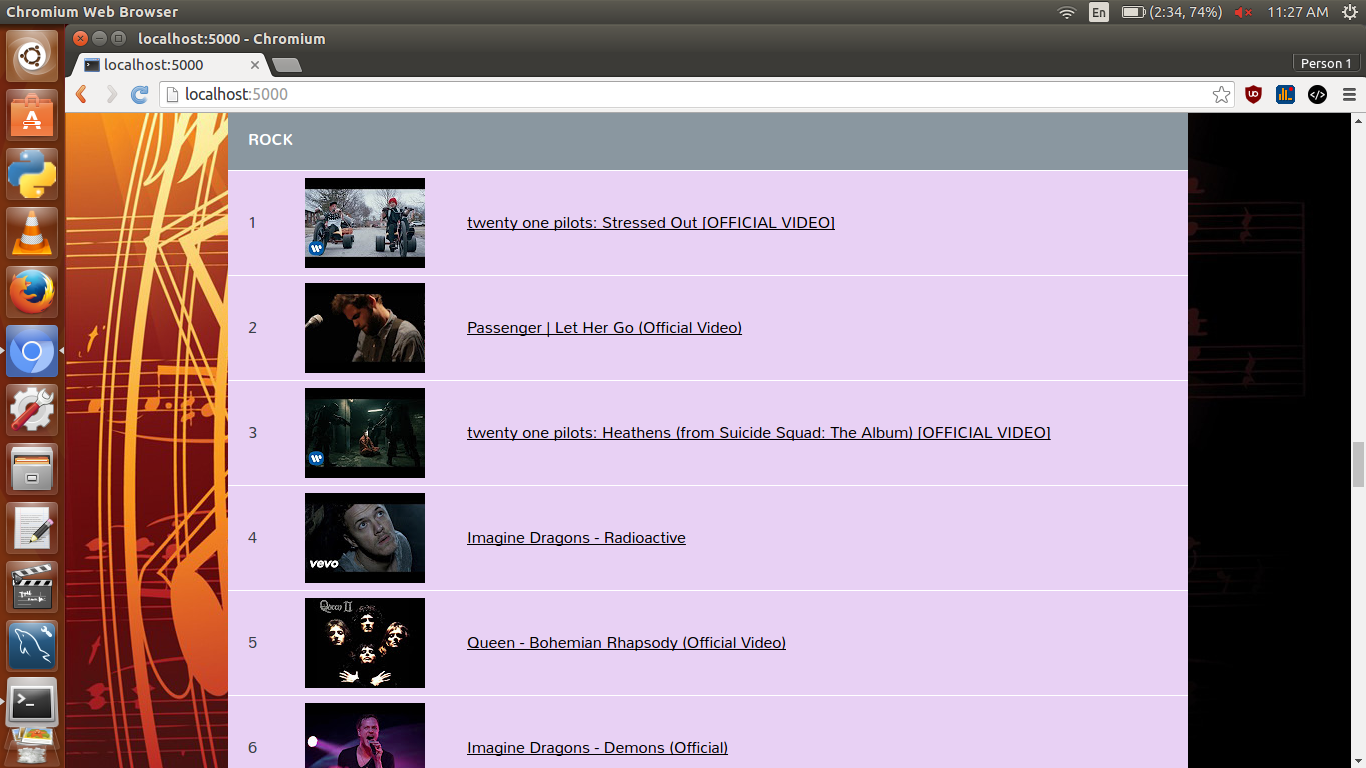 Chromium Web Browser
En
(2:34, 74%)
11:27 AM
localhost:5000 - Chromium
localhost:5000
Person 1
localhost:5000
ROCK
1
twenty one pilots: Stressed Out [OFFICIAL VIDEO]
2
Passenger | Let Her Go (Official Video)
3
twenty one pilots: Heathens (from Suicide Squad: The Album) [OFFICIAL VIDEO]
4
vevo
Imagine Dragons - Radioactive
5
Queen II
Queen - Bohemian Rhapsody (Official Video)
6
Imagine Dragons - Demons (Official)